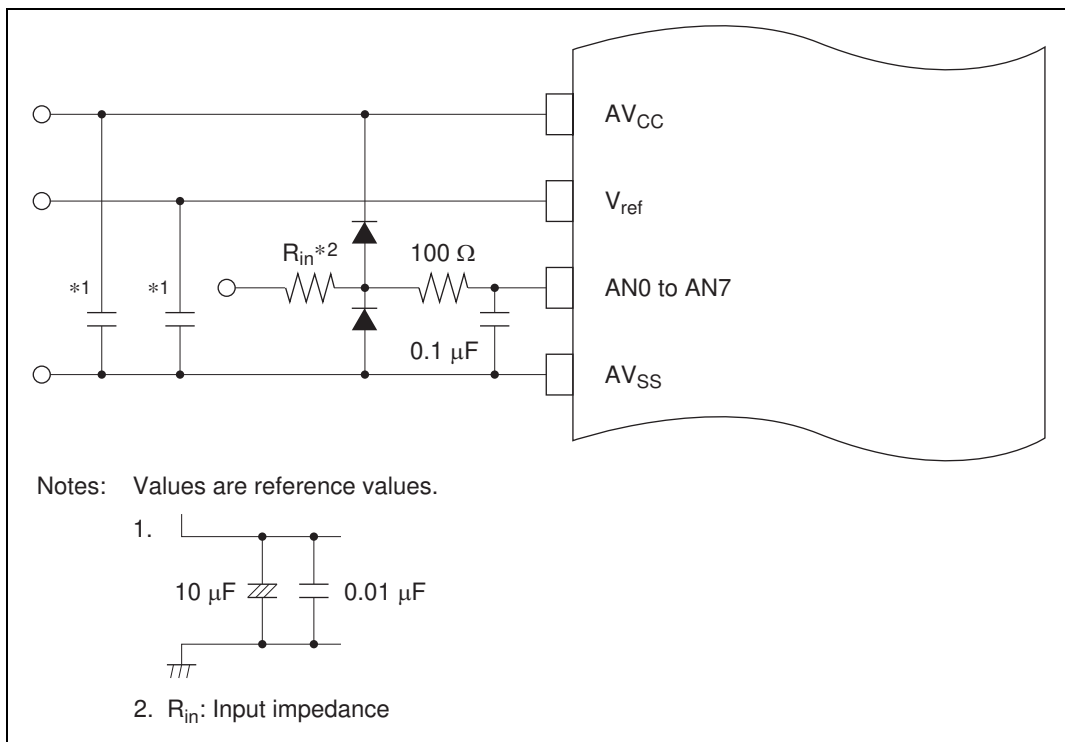 AVCC
Vref
Rin*2
100 Ω
*1
*1
AN0 to AN7
0.1 μF
AVSS
Notes: Values are reference values.
1.
10 μF
0.01 μF
2. Rin: Input impedance